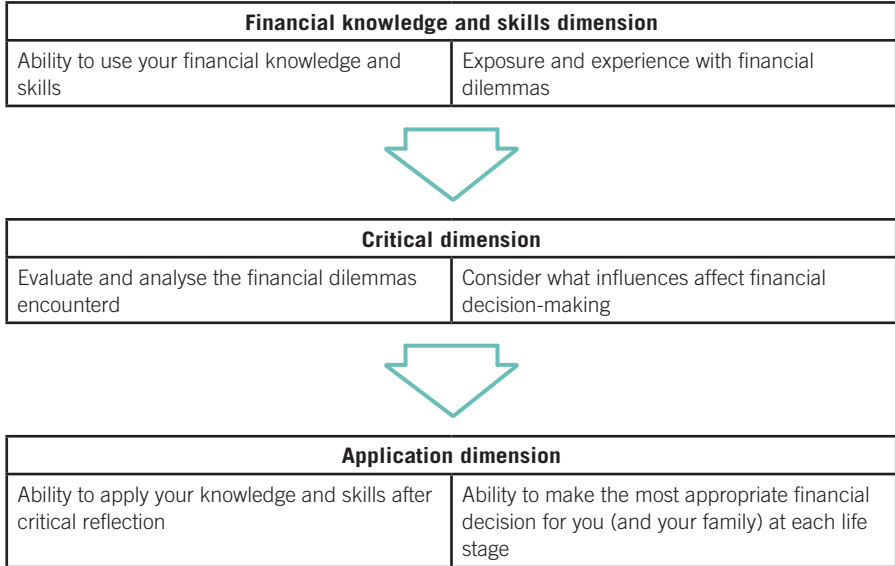 Financial knowledge and skills dimension
Ability to use your financial knowledge and
skills
Exposure and experience with financial
dilemmas
Critical dimension
Evaluate and analyse the financial dilemmas
encounterd
Consider what influences affect financial
decision-making
Application dimension
Ability to apply your knowledge and skills after
critical reflection
Ability to make the most appropriate financial
decision for you (and your family) at each life
stage